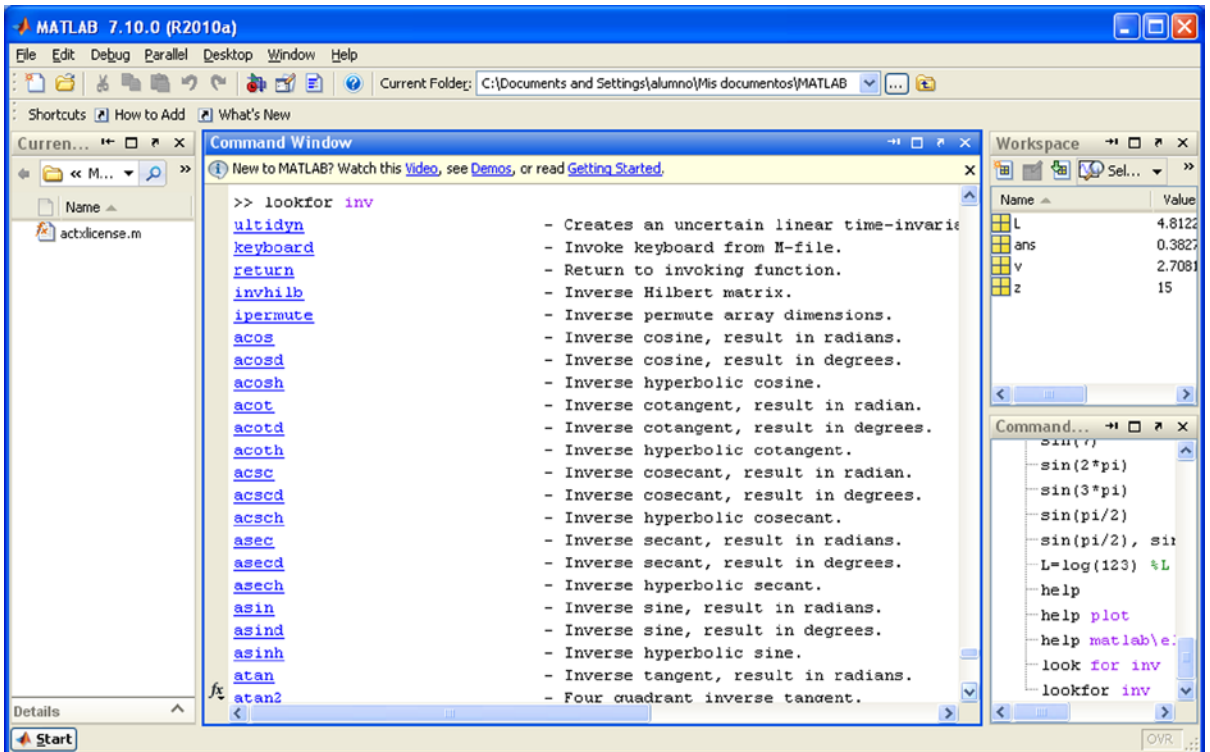 MATLAB 7.10.0 (R2010a)
File Edit Debug Parallel Desktop Window Help
Current Folder: C:\Documents and Settings\alumno\Mis documentos\MATLAB
Shortcuts How to Add What's New
Curren...
« M...
Name
actxlicense.m
Details
Command Window
New to MATLAB? Watch this Video, see Demos, or read Getting Started.
>> lookfor inv
ultidyn - Creates an uncertain linear time-invaria
keyboard - Invoke keyboard from M-file.
return - Return to invoking function.
invhilb - Inverse Hilbert matrix.
ipermute - Inverse permute array dimensions.
acos - Inverse cosine, result in radians.
acosd - Inverse cosine, result in degrees.
acosh - Inverse hyperbolic cosine.
acot - Inverse cotangent, result in radian.
acotd - Inverse cotangent, result in degrees.
acoth - Inverse hyperbolic cotangent.
acsc - Inverse cosecant, result in radian.
acscd - Inverse cosecant, result in degrees.
acsch - Inverse hyperbolic cosecant.
asec - Inverse secant, result in radians.
asecd - Inverse secant, result in degrees.
asech - Inverse hyperbolic secant.
asin - Inverse sine, result in radians.
asind - Inverse sine, result in degrees.
asinh - Inverse hyperbolic sine.
atan - Inverse tangent, result in radians.
fx atan2 - Four quadrant inverse tangent.
Workspace
Sel...
Name Value
L 4.8122
ans 0.3827
v 2.7081
z 15
Command...
sin(7)
sin(2*pi)
sin(3*pi)
sin(pi/2)
sin(pi/2), sin
L=log(123) %L
help
help plot
help matlab\el
look for inv
lookfor inv
Start
OVR